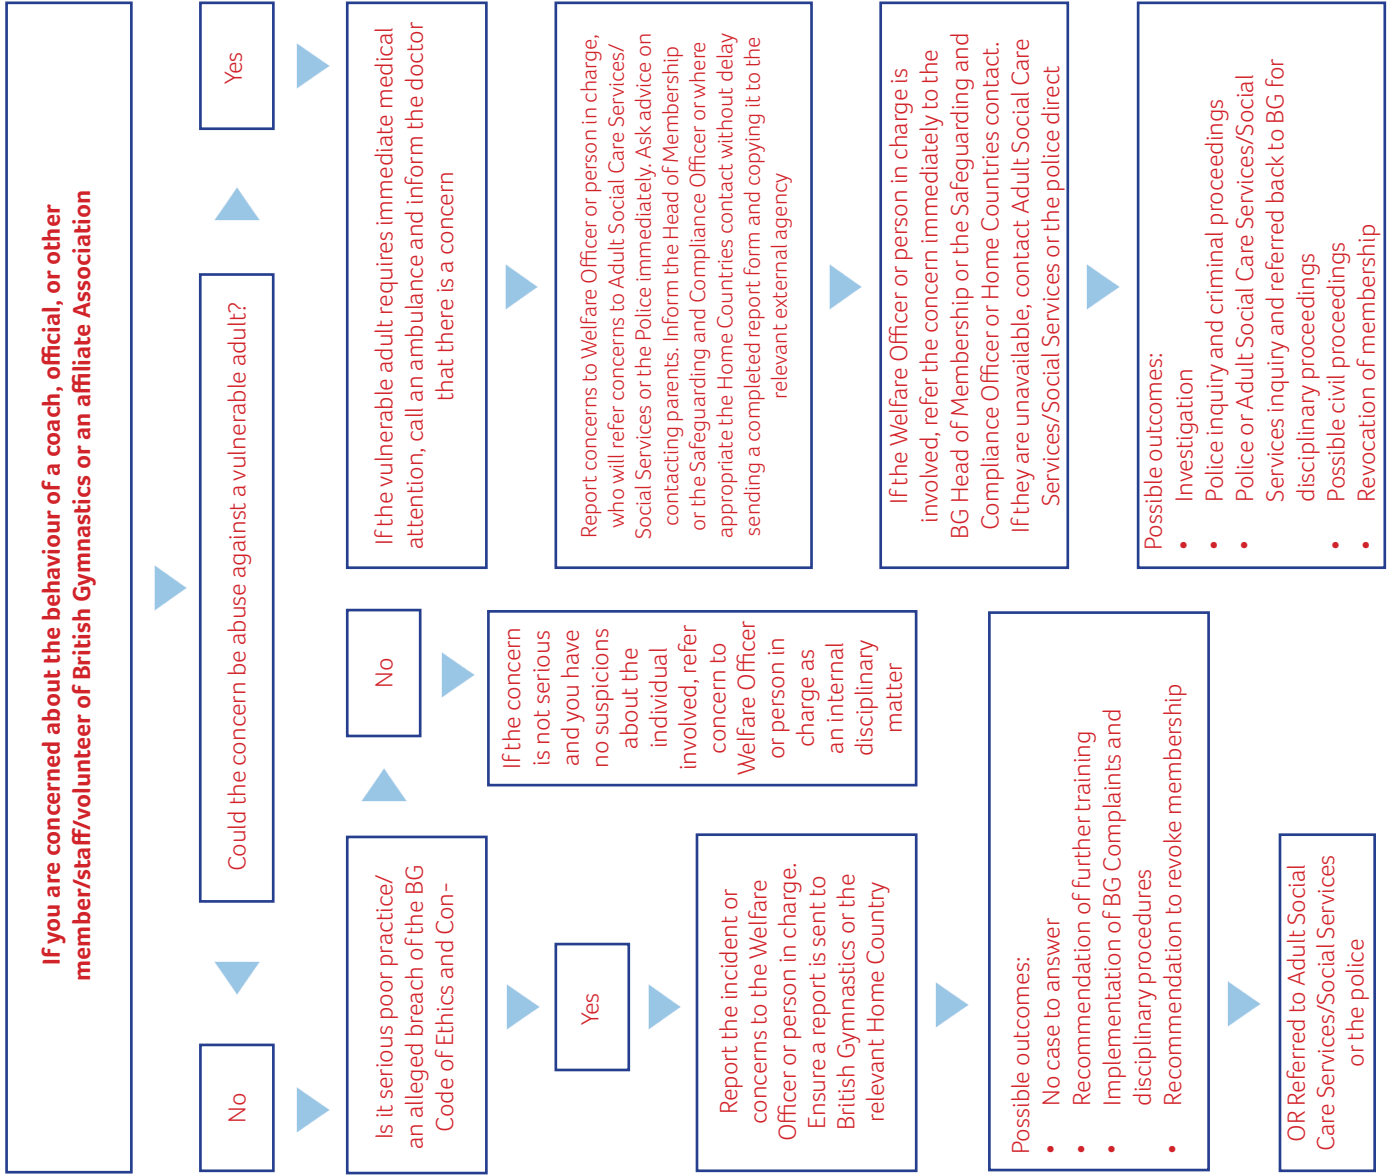 If you are concerned about the behaviour of a coach, official, or other
member/staff/volunteer of British Gymnastics or an affiliate Association
Could the concern be abuse against a vulnerable adult?
No
Yes
Is it serious poor practice/
an alleged breach of the BG
Code of Ethics and Con-
No
If the concern
is not serious
and you have
no suspicions
about the
individual
involved, refer
concern to
Welfare Officer
or person in
charge as
an internal
disciplinary
matter
Yes
Report the incident or
concerns to the Welfare
Officer or person in charge.
Ensure a report is sent to
British Gymnastics or the
relevant Home Country
Possible outcomes:
• No case to answer
• Recommendation of further training
• Implementation of BG Complaints and
disciplinary procedures
• Recommendation to revoke membership
OR Referred to Adult Social
Care Services/Social Services
or the police
If the vulnerable adult requires immediate medical
attention, call an ambulance and inform the doctor
that there is a concern
Report concerns to Welfare Officer or person in charge,
who will refer concerns to Adult Social Care Services/
Social Services or the Police immediately. Ask advice on
contacting parents. Inform the Head of Membership
or the Safeguarding and Compliance Officer or where
appropriate the Home Countries contact without delay
sending a completed report form and copying it to the
relevant external agency
If the Welfare Officer or person in charge is
involved, refer the concern immediately to the
BG Head of Membership or the Safeguarding and
Compliance Officer or Home Countries contact.
If they are unavailable, contact Adult Social Care
Services/Social Services or the police direct
Possible outcomes:
• Investigation
• Police inquiry and criminal proceedings
• Police or Adult Social Care Services/Social
Services inquiry and referred back to BG for
disciplinary proceedings
• Possible civil proceedings
• Revocation of membership